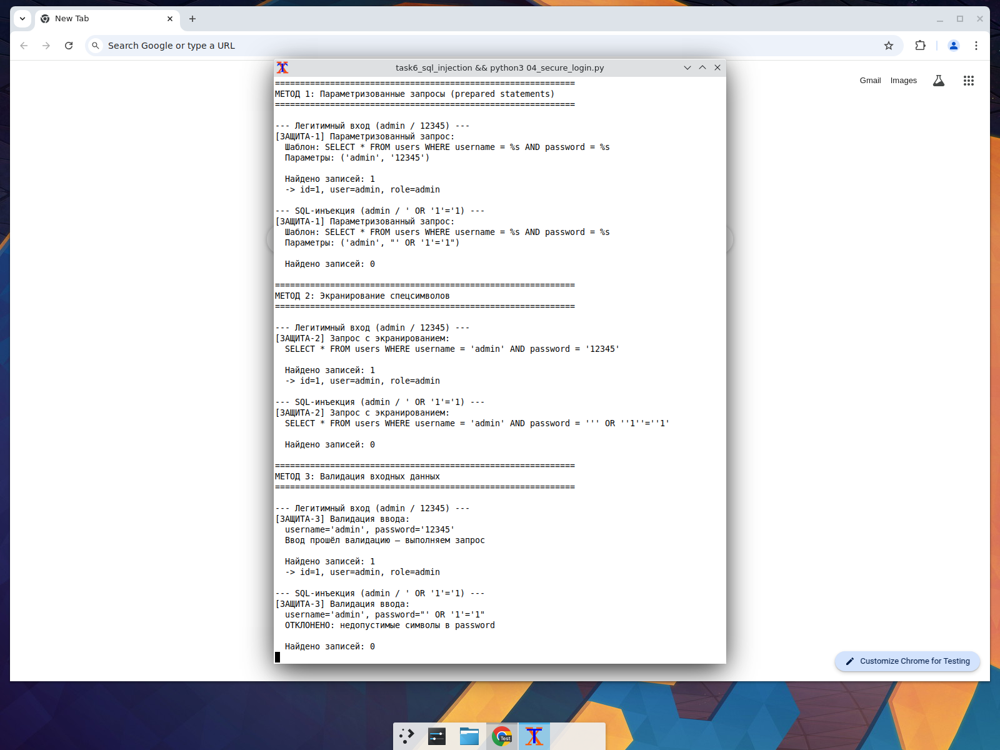 New Tab
Search Google or type a URL
Gmail Images
task6_sql_injection && python3 04_secure_login.py
============================================================
МЕТОД 1: Параметризованные запросы (prepared statements)
============================================================
--- Легитимный вход (admin / 12345) ---
[ЗАЩИТА-1] Параметризованный запрос:
Шаблон: SELECT * FROM users WHERE username = %s AND password = %s
Параметры: ('admin', '12345')
Найдено записей: 1
-> id=1, user=admin, role=admin
--- SQL-инъекция (admin / ' OR '1'='1) ---
[ЗАЩИТА-1] Параметризованный запрос:
Шаблон: SELECT * FROM users WHERE username = %s AND password = %s
Параметры: ('admin', "' OR '1'='1")
Найдено записей: 0
============================================================
МЕТОД 2: Экранирование спецсимволов
============================================================
--- Легитимный вход (admin / 12345) ---
[ЗАЩИТА-2] Запрос с экранированием:
SELECT * FROM users WHERE username = 'admin' AND password = '12345'
Найдено записей: 1
-> id=1, user=admin, role=admin
--- SQL-инъекция (admin / ' OR '1'='1) ---
[ЗАЩИТА-2] Запрос с экранированием:
SELECT * FROM users WHERE username = 'admin' AND password = ''' OR ''1''=''1'
Найдено записей: 0
============================================================
МЕТОД 3: Валидация входных данных
============================================================
--- Легитимный вход (admin / 12345) ---
[ЗАЩИТА-3] Валидация ввода:
username='admin', password='12345'
Ввод прошёл валидацию — выполняем запрос
Найдено записей: 1
-> id=1, user=admin, role=admin
--- SQL-инъекция (admin / ' OR '1'='1) ---
[ЗАЩИТА-3] Валидация ввода:
username='admin', password="' OR '1'='1"
ОТКЛОНЕНО: недопустимые символы в password
Найдено записей: 0
Customize Chrome for Testing
Test